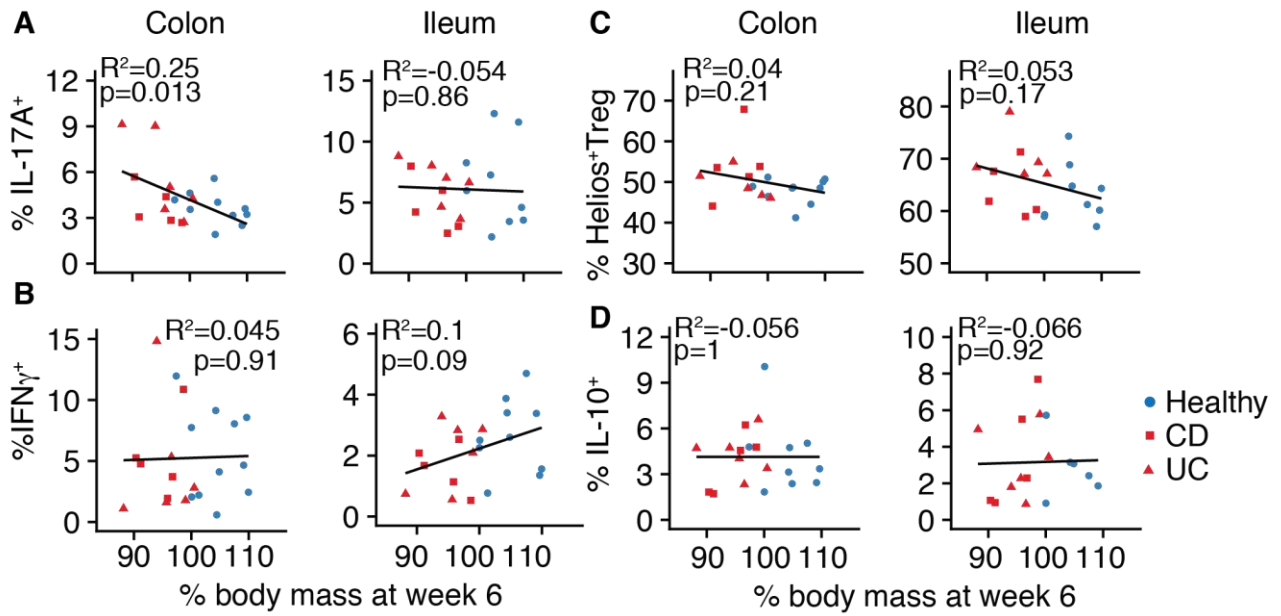 A Colon Ileum
R²=0.25
p=0.013
% IL-17A⁺
12
9
6
3
0
R²=-0.054
p=0.86
15
10
5
0
C Colon Ileum
R²=0.04
p=0.21
% Helios⁺Treg
70
60
50
40
30
R²=0.053
p=0.17
80
70
60
50
B
R²=0.045
p=0.91
%IFNγ⁺
15
10
5
0
90 100 110
R²=0.1
p=0.09
6
4
2
0
90 100 110
% body mass at week 6
D
R²=-0.056
p=1
% IL-10⁺
12
9
6
3
0
90 100 110
R²=-0.066
p=0.92
10
8
6
4
2
0
90 100 110
% body mass at week 6
Healthy
CD
UC